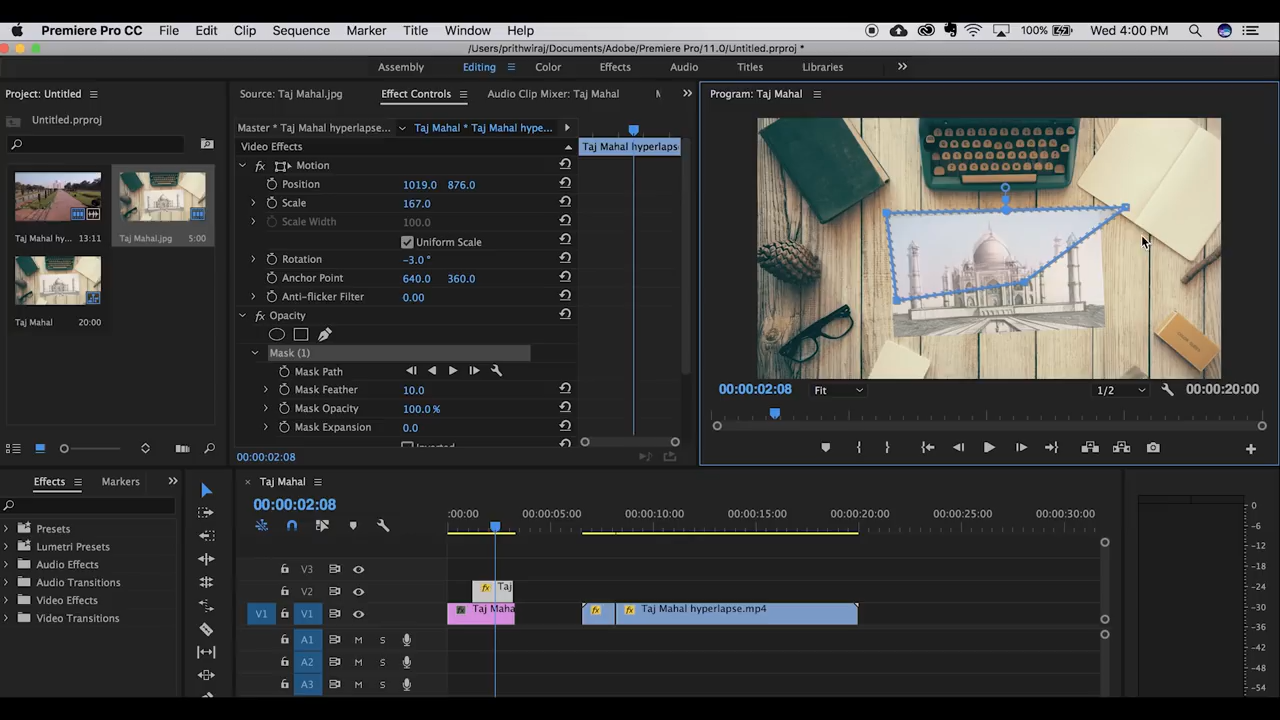 Premiere Pro CC File Edit Clip Sequence Marker Title Window Help 100% Wed 4:00 PM
/Users/prithwiraj/Documents/Adobe/Premiere Pro/11.0/Untitled.prproj *
Assembly Editing Color Effects Audio Titles Libraries
Project: Untitled
Untitled.prproj
Taj Mahal hy... 13:11
Taj Mahal.jpg 5:00
Taj Mahal 20:00
Source: Taj Mahal.jpg Effect Controls Audio Clip Mixer: Taj Mahal M
Master * Taj Mahal hyperlapse... Taj Mahal * Taj Mahal hype...
Video Effects Taj Mahal hyperlaps
fx Motion
Position 1019.0 876.0
Scale 167.0
Scale Width 100.0
Uniform Scale
Rotation -3.0 °
Anchor Point 640.0 360.0
Anti-flicker Filter 0.00
fx Opacity
Mask (1)
Mask Path
Mask Feather 10.0
Mask Opacity 100.0 %
Mask Expansion 0.0
Inverted
00:00:02:08
Program: Taj Mahal
00:00:02:08 Fit 1/2 00:00:20:00
Effects Markers
Presets
Lumetri Presets
Audio Effects
Audio Transitions
Video Effects
Video Transitions
Taj Mahal
00:00:02:08
:00:00 00:00:05:00 00:00:10:00 00:00:15:00 00:00:20:00 00:00:25:00 00:00:30:00
V3
V2 fx Taj
V1 V1 fx Taj Maha fx fx Taj Mahal hyperlapse.mp4
A1 M S
A2 M S
A3 M S
0
-6
-12
-18
-24
-30
-36
-42
-48
-54